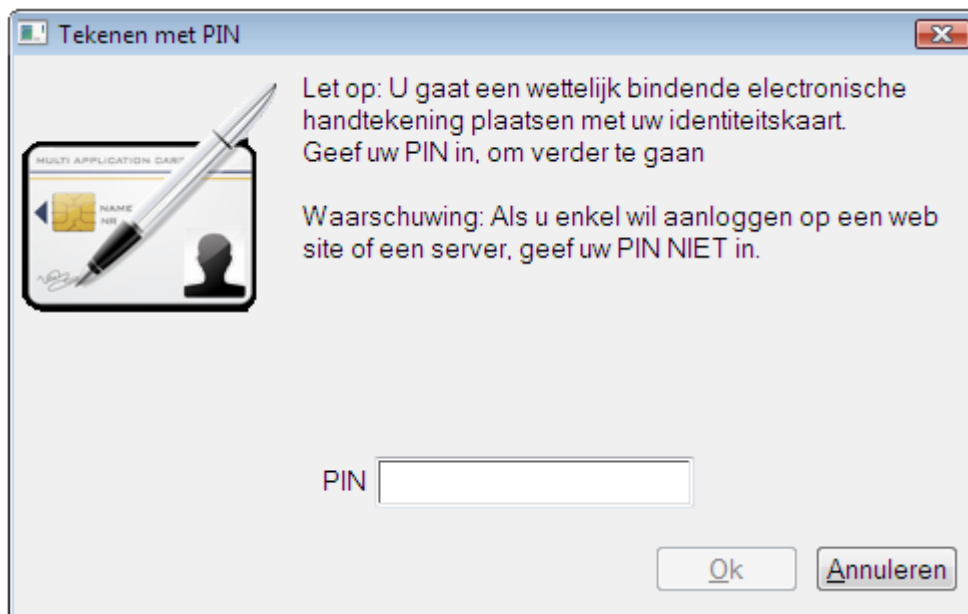 Tekenen met PIN
Let op: U gaat een wettelijk bindende electronische
handtekening plaatsen met uw identiteitskaart.
Geef uw PIN in, om verder te gaan
Waarschuwing: Als u enkel wil aanloggen op een web
site of een server, geef uw PIN NIET in.
MULTI APPLICATION CARD
NAME
NR
PIN
Ok
Annuleren